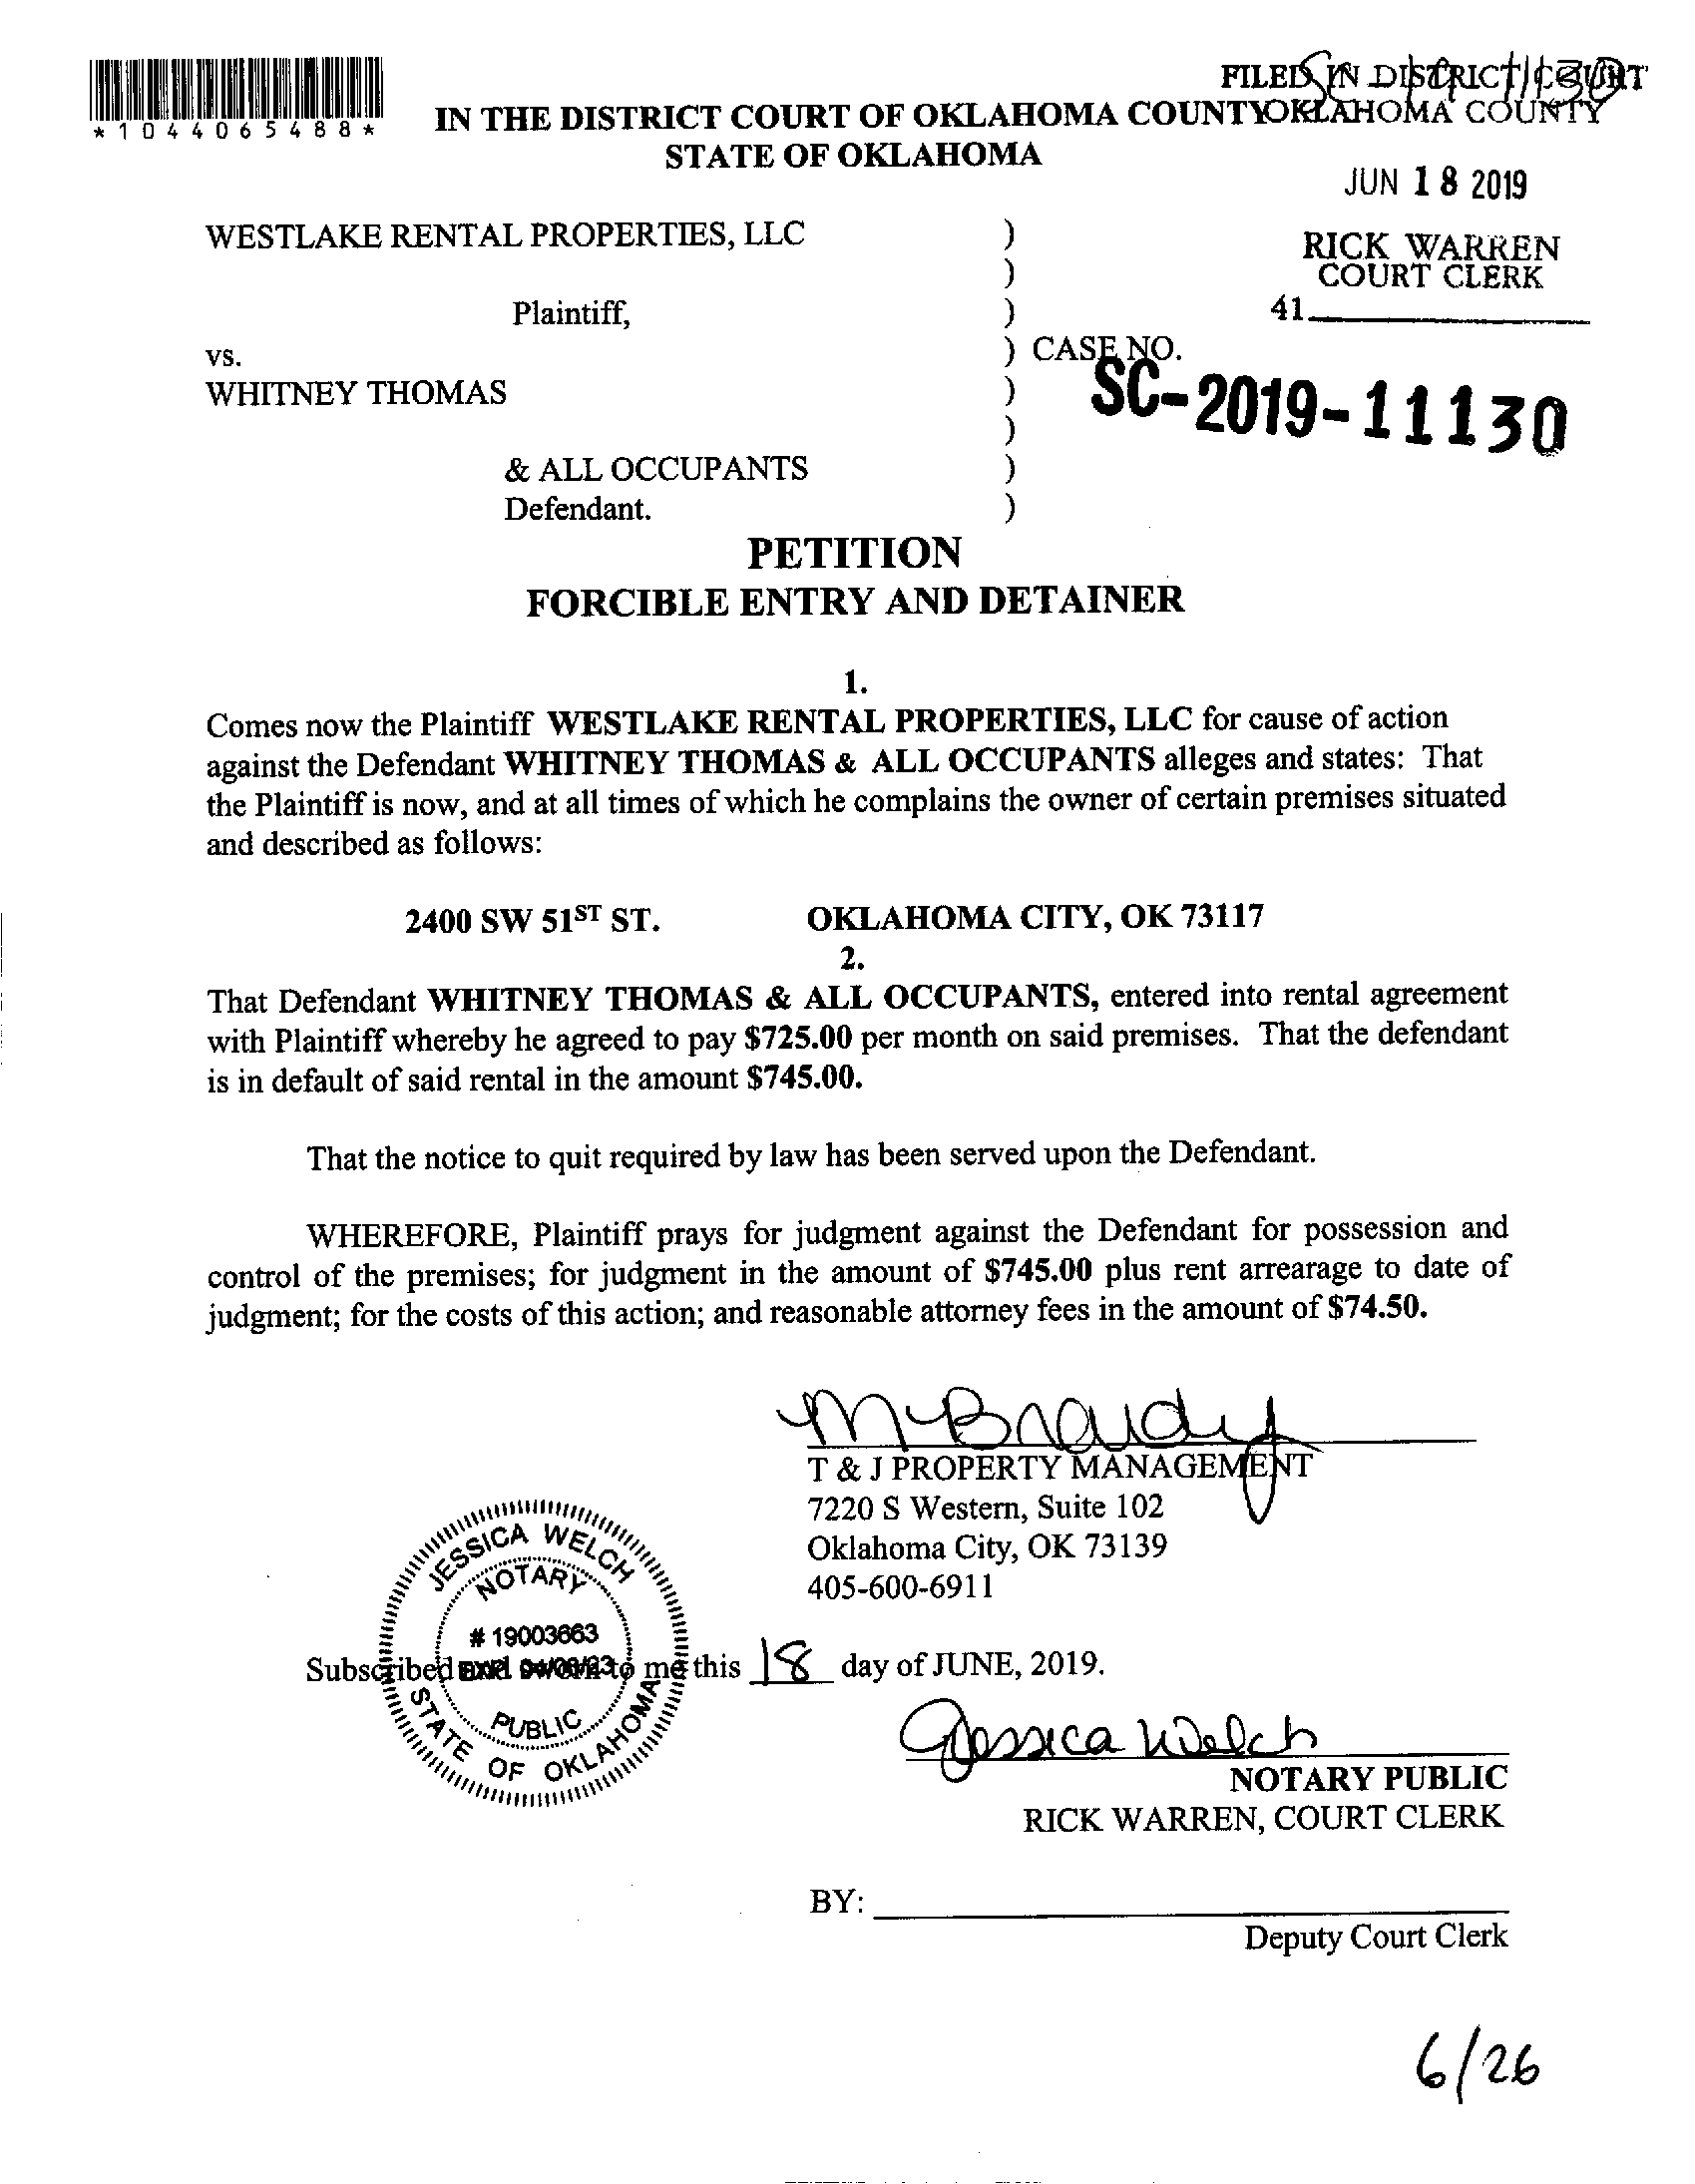 *1044065488*
FILED IN DISTRICT COURT
OKLAHOMA COUNTY
IN THE DISTRICT COURT OF OKLAHOMA COUNTY
STATE OF OKLAHOMA
JUN 18 2019
RICK WARREN
COURT CLERK
41
WESTLAKE RENTAL PROPERTIES, LLC )
)
Plaintiff, )
vs. ) CASE NO.
SC-2019-11130
WHITNEY THOMAS )
)
& ALL OCCUPANTS )
Defendant. )
PETITION
FORCIBLE ENTRY AND DETAINER
1.
Comes now the Plaintiff WESTLAKE RENTAL PROPERTIES, LLC for cause of action
against the Defendant WHITNEY THOMAS & ALL OCCUPANTS alleges and states: That
the Plaintiff is now, and at all times of which he complains the owner of certain premises situated
and described as follows:
2400 SW 51ST ST. OKLAHOMA CITY, OK 73117
2.
That Defendant WHITNEY THOMAS & ALL OCCUPANTS, entered into rental agreement
with Plaintiff whereby he agreed to pay $725.00 per month on said premises. That the defendant
is in default of said rental in the amount $745.00.
That the notice to quit required by law has been served upon the Defendant.
WHEREFORE, Plaintiff prays for judgment against the Defendant for possession and
control of the premises; for judgment in the amount of $745.00 plus rent arrearage to date of
judgment; for the costs of this action; and reasonable attorney fees in the amount of $74.50.
M Brandy
T & J PROPERTY MANAGEMENT
7220 S Western, Suite 102
Oklahoma City, OK 73139
405-600-6911
JESSICA WELCH
NOTARY
# 19003663
EXP. 04/08/23
PUBLIC
STATE OF OKLAHOMA
Subscribed and sworn to me this 18 day of JUNE, 2019.
Jessica Welch
NOTARY PUBLIC
RICK WARREN, COURT CLERK
BY:
Deputy Court Clerk
6/26